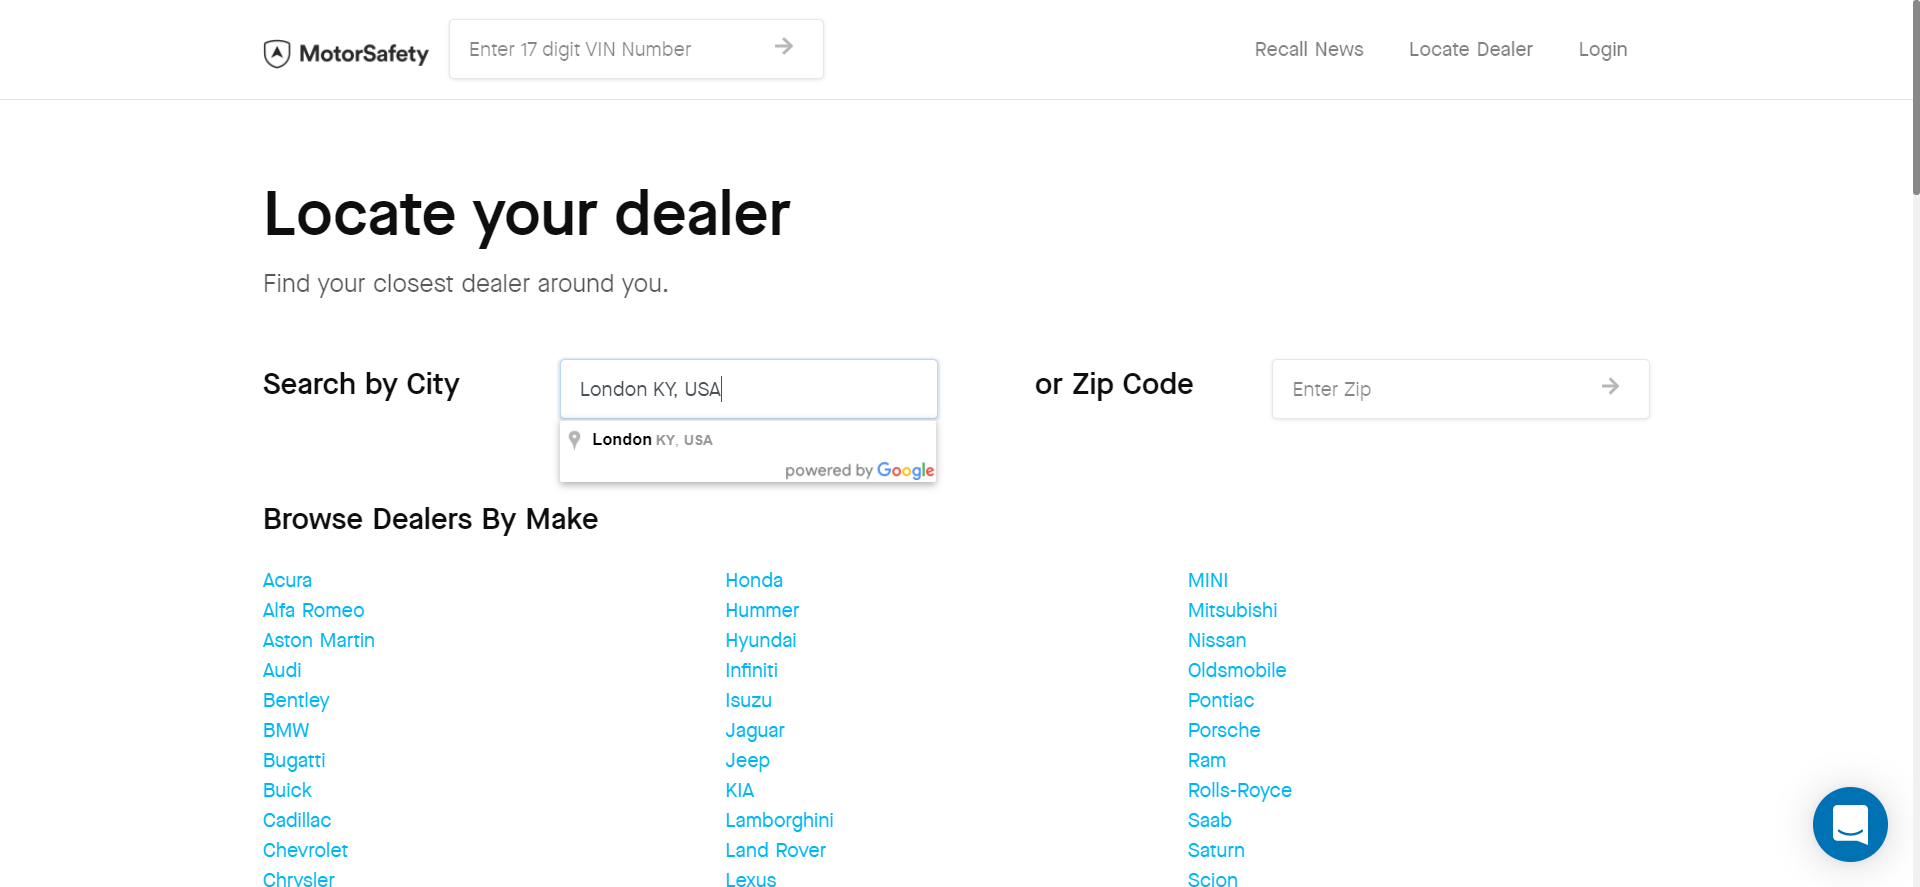 MotorSafety
Enter 17 digit VIN Number
Recall News
Locate Dealer
Login
Locate your dealer
Find your closest dealer around you.
Search by City
London KY, USA
or Zip Code
Enter Zip
London KY, USA
powered by Google
Browse Dealers By Make
Acura
Alfa Romeo
Aston Martin
Audi
Bentley
BMW
Bugatti
Buick
Cadillac
Chevrolet
Chrysler
Honda
Hummer
Hyundai
Infiniti
Isuzu
Jaguar
Jeep
KIA
Lamborghini
Land Rover
Lexus
MINI
Mitsubishi
Nissan
Oldsmobile
Pontiac
Porsche
Ram
Rolls-Royce
Saab
Saturn
Scion